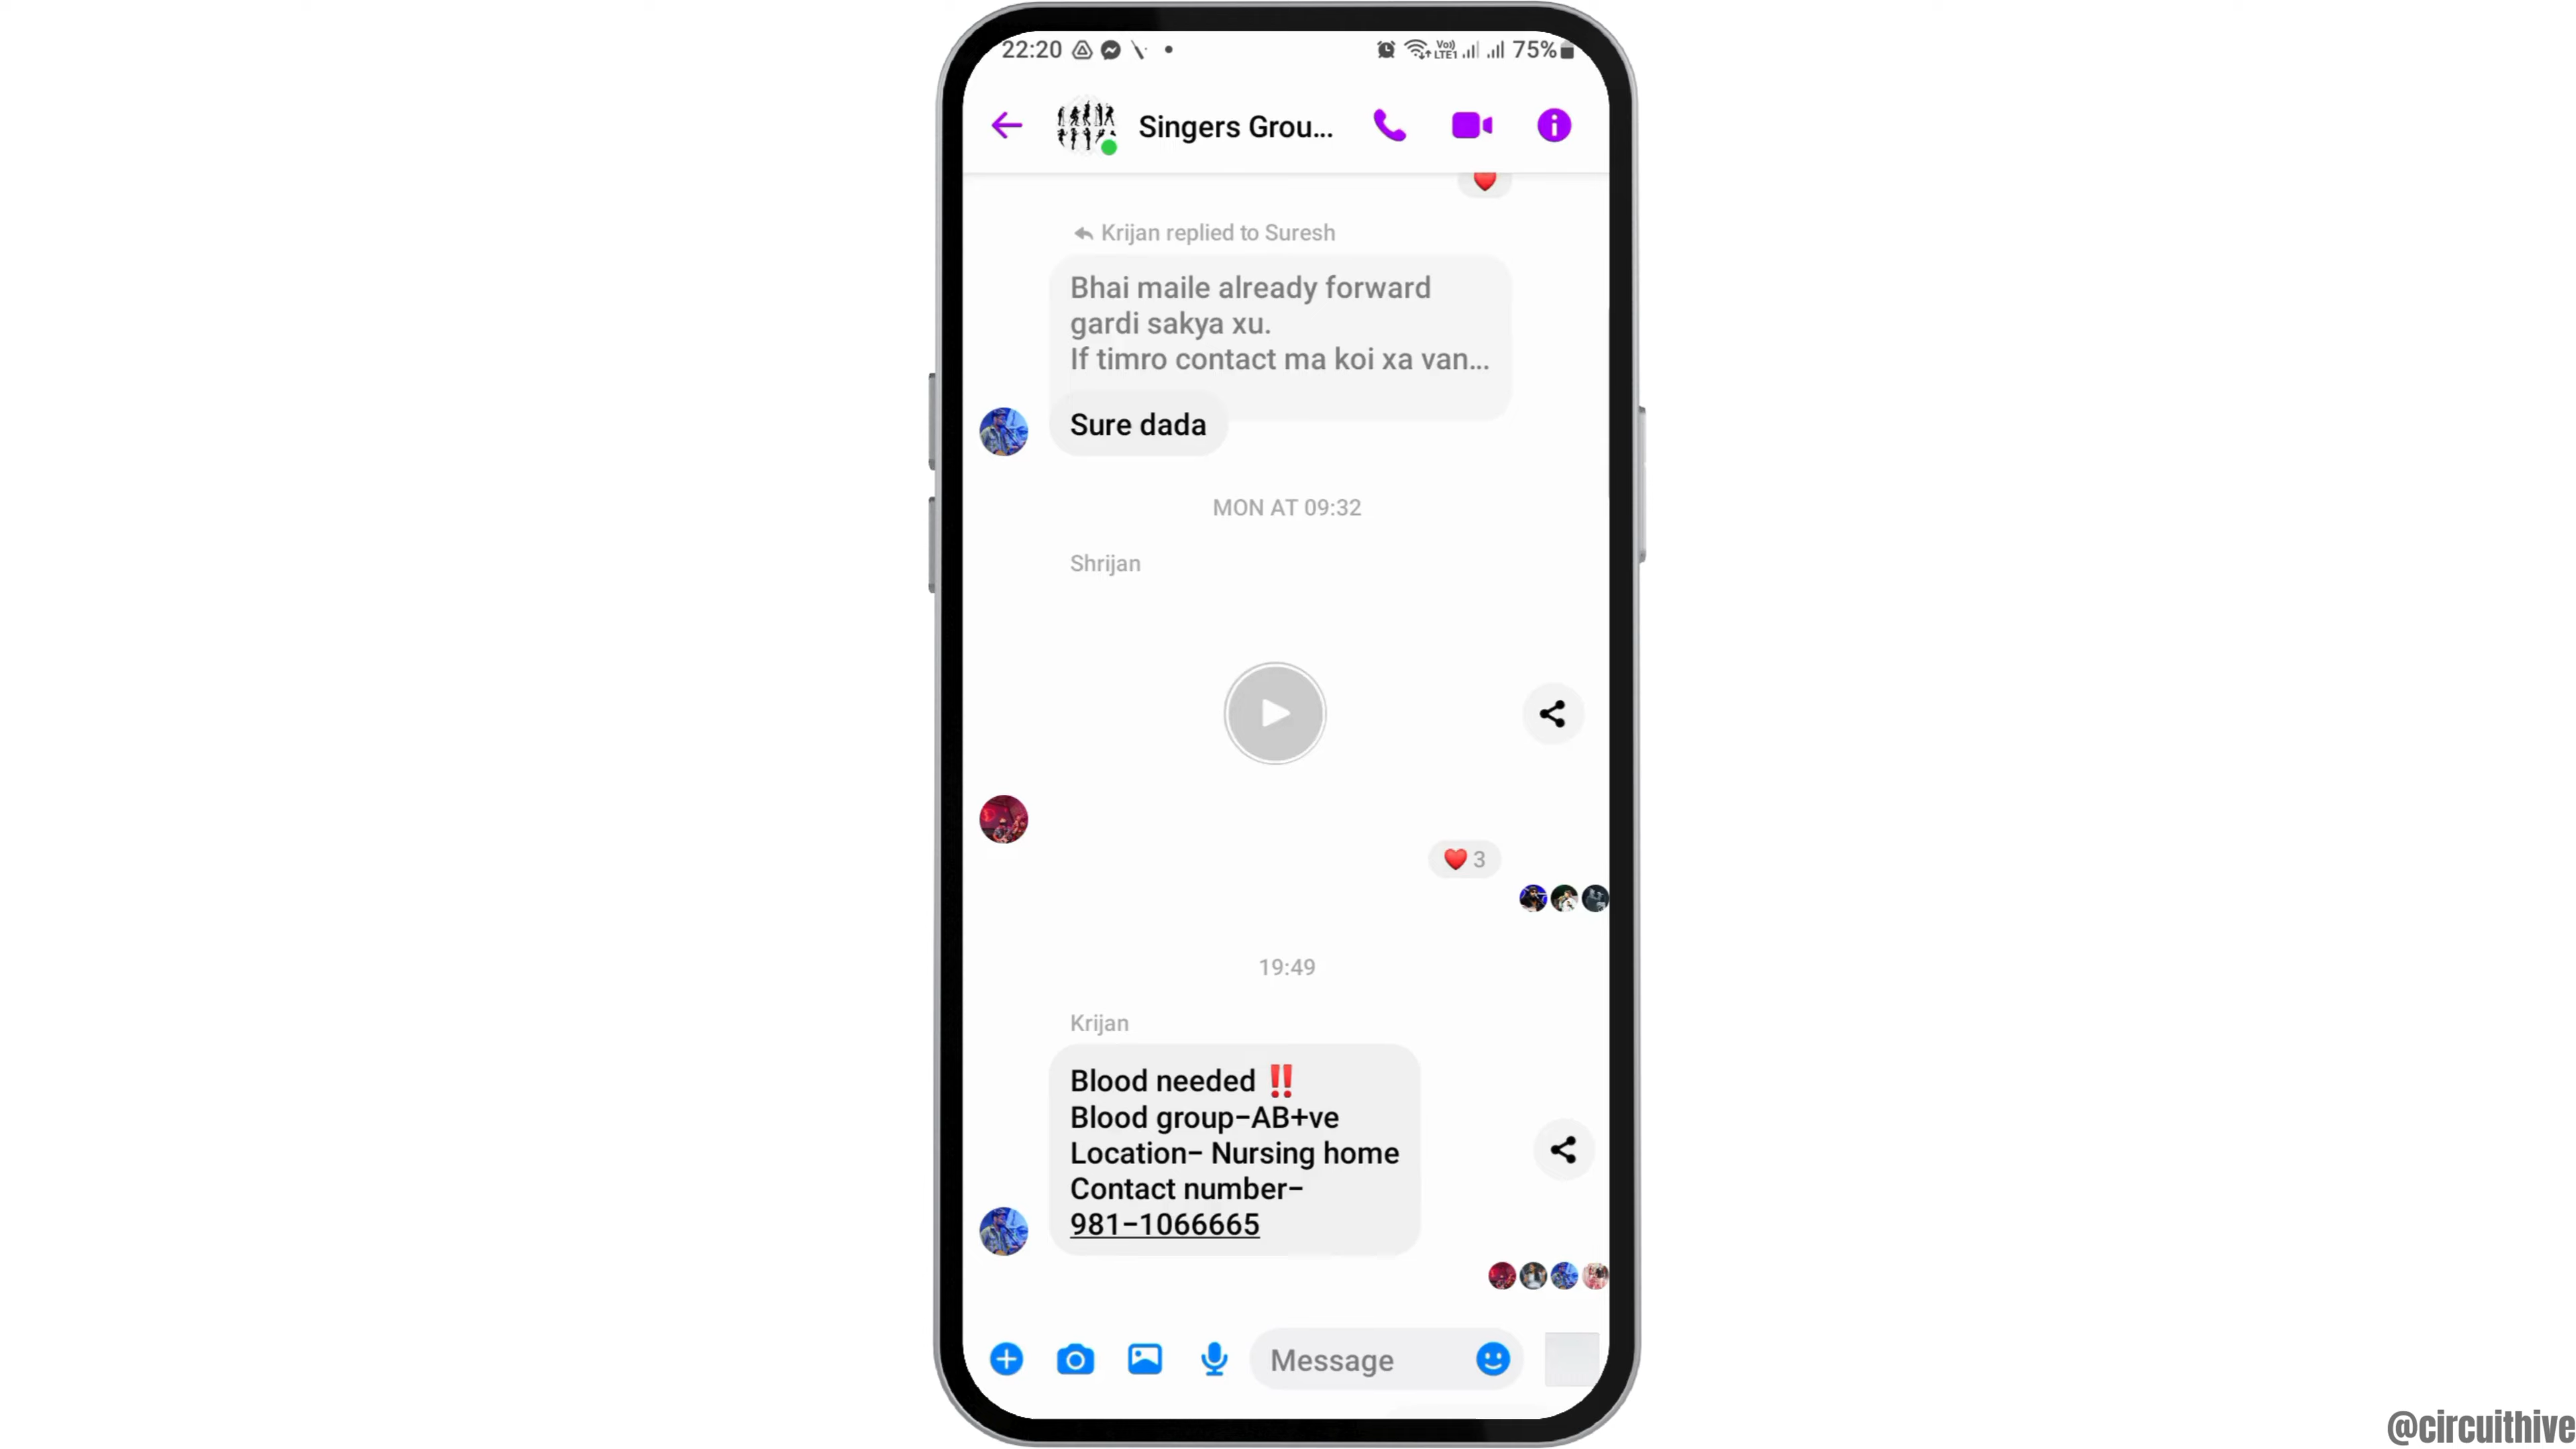 22:20
Vo) LTE1 75%
Singers Grou...
Krijan replied to Suresh
Bhai maile already forward
gardi sakya xu.
If timro contact ma koi xa van...
Sure dada
MON AT 09:32
Shrijan
3
19:49
Krijan
Blood needed ‼️
Blood group-AB+ve
Location- Nursing home
Contact number-
981-1066665
Message
@circuithive